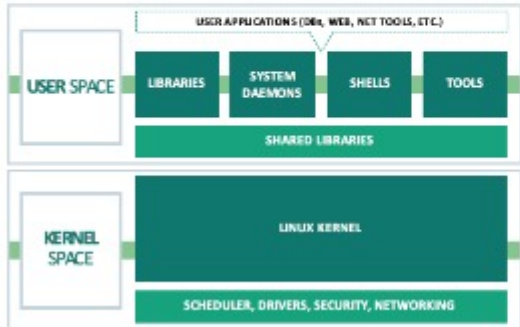 USER APPLICATIONS (DBs, WEB, NET TOOLS, ETC.)
USER SPACE
LIBRARIES
SYSTEM
DAEMONS
SHELLS
TOOLS
SHARED LIBRARIES
KERNEL
SPACE
LINUX KERNEL
SCHEDULER, DRIVERS, SECURITY, NETWORKING